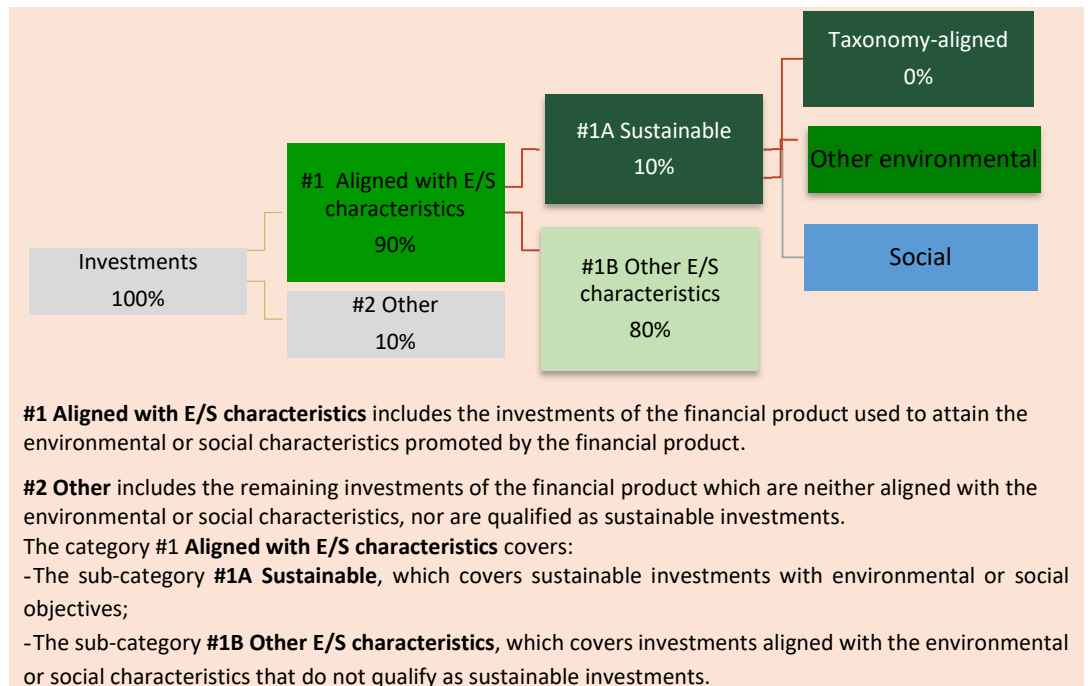 Taxonomy-aligned
0%
#1A Sustainable
10%
Other environmental
#1 Aligned with E/S
characteristics
90%
Social
Investments
100%
#1B Other E/S
characteristics
80%
#2 Other
10%
#1 Aligned with E/S characteristics includes the investments of the financial product used to attain the
environmental or social characteristics promoted by the financial product.
#2 Other includes the remaining investments of the financial product which are neither aligned with the
environmental or social characteristics, nor are qualified as sustainable investments.
The category #1 Aligned with E/S characteristics covers:
-The sub-category #1A Sustainable, which covers sustainable investments with environmental or social
objectives;
-The sub-category #1B Other E/S characteristics, which covers investments aligned with the environmental
or social characteristics that do not qualify as sustainable investments.